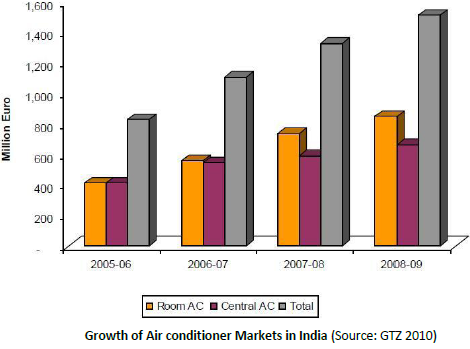 1,600
1,400
1,200
1,000
800
600
400
200
-
Million Euro
2005-06 2006-07 2007-08 2008-09
Room AC Central AC Total
Growth of Air conditioner Markets in India (Source: GTZ 2010)